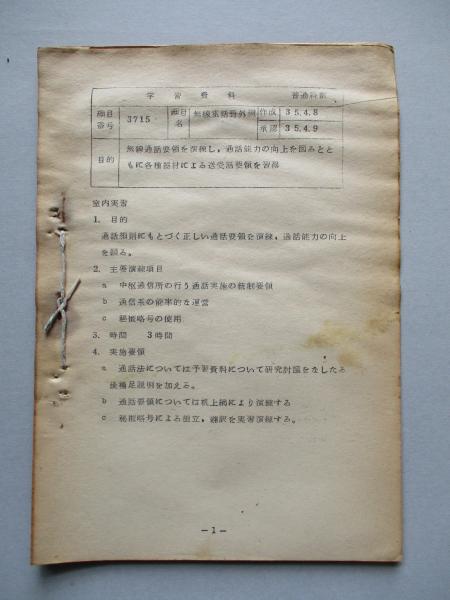 学習資料 普通科部
細目番号 3715 細目名 無線電話野外網 作成 35.4.8
承認 35.4.9
目的 無線通話要領を演練し、通話能力の向上を図るとと
もに各種器材による送受話要領を習得
室内実習
1. 目的
通話規則にもとづく正しい通話要領を演練、通話能力の向上
を図る。
2. 主要演練項目
a 中枢通信所の行う通話実施の統制要領
b 通信系の能率的な運営
c 秘匿略号の使用
3. 時間 3時間
4. 実施要領
a 通話法については予習資料について研究討論をなしたる
後補足説明を加える。
b 通話要領については机上網により演練する
c 秘匿略号による組立、翻訳を実習演練する。
-1-